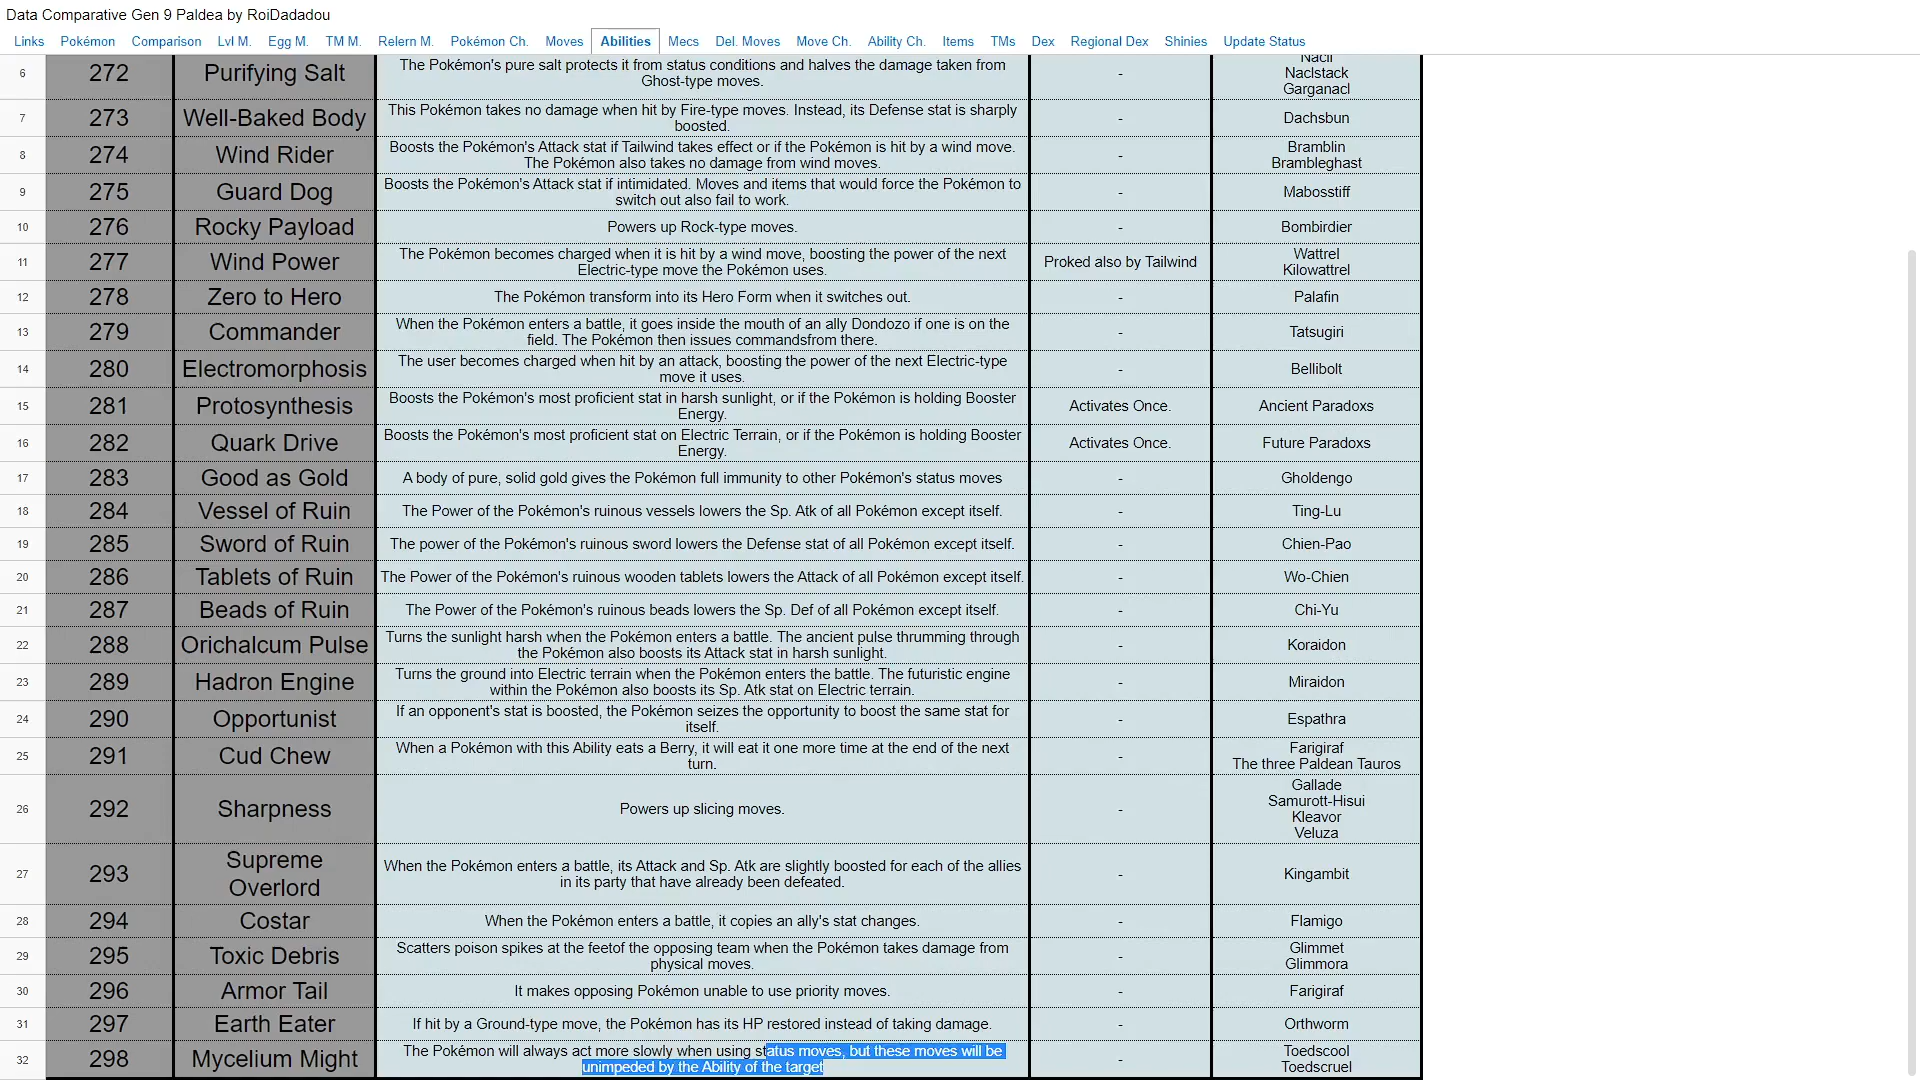 Data Comparative Gen 9 Paldea by RoiDadadou
Links Pokémon Comparison Lvl M. Egg M. TM M. Relern M. Pokémon Ch. Moves Abilities Mecs Del. Moves Move Ch. Ability Ch. Items TMs Dex Regional Dex Shinies Update Status
Nacli
6 272 Purifying Salt The Pokémon's pure salt protects it from status conditions and halves the damage taken from - Naclstack
Ghost-type moves. Garganacl
7 273 Well-Baked Body This Pokémon takes no damage when hit by Fire-type moves. Instead, its Defense stat is sharply - Dachsbun
boosted.
8 274 Wind Rider Boosts the Pokémon's Attack stat if Tailwind takes effect or if the Pokémon is hit by a wind move. - Bramblin
The Pokémon also takes no damage from wind moves. Brambleghast
9 275 Guard Dog Boosts the Pokémon's Attack stat if intimidated. Moves and items that would force the Pokémon to - Mabosstiff
switch out also fail to work.
10 276 Rocky Payload Powers up Rock-type moves. - Bombirdier
11 277 Wind Power The Pokémon becomes charged when it is hit by a wind move, boosting the power of the next Proked also by Tailwind Wattrel
Electric-type move the Pokémon uses. Kilowattrel
12 278 Zero to Hero The Pokémon transform into its Hero Form when it switches out. - Palafin
13 279 Commander When the Pokémon enters a battle, it goes inside the mouth of an ally Dondozo if one is on the - Tatsugiri
field. The Pokémon then issues commandsfrom there.
14 280 Electromorphosis The user becomes charged when hit by an attack, boosting the power of the next Electric-type - Bellibolt
move it uses.
15 281 Protosynthesis Boosts the Pokémon's most proficient stat in harsh sunlight, or if the Pokémon is holding Booster Activates Once. Ancient Paradoxs
Energy.
16 282 Quark Drive Boosts the Pokémon's most proficient stat on Electric Terrain, or if the Pokémon is holding Booster Activates Once. Future Paradoxs
Energy.
17 283 Good as Gold A body of pure, solid gold gives the Pokémon full immunity to other Pokémon's status moves - Gholdengo
18 284 Vessel of Ruin The Power of the Pokémon's ruinous vessels lowers the Sp. Atk of all Pokémon except itself. - Ting-Lu
19 285 Sword of Ruin The power of the Pokémon's ruinous sword lowers the Defense stat of all Pokémon except itself. - Chien-Pao
20 286 Tablets of Ruin The Power of the Pokémon's ruinous wooden tablets lowers the Attack of all Pokémon except itself. - Wo-Chien
21 287 Beads of Ruin The Power of the Pokémon's ruinous beads lowers the Sp. Def of all Pokémon except itself. - Chi-Yu
22 288 Orichalcum Pulse Turns the sunlight harsh when the Pokémon enters a battle. The ancient pulse thrumming through - Koraidon
the Pokémon also boosts its Attack stat in harsh sunlight.
23 289 Hadron Engine Turns the ground into Electric terrain when the Pokémon enters the battle. The futuristic engine - Miraidon
within the Pokémon also boosts its Sp. Atk stat on Electric terrain.
24 290 Opportunist If an opponent's stat is boosted, the Pokémon seizes the opportunity to boost the same stat for - Espathra
itself.
25 291 Cud Chew When a Pokémon with this Ability eats a Berry, it will eat it one more time at the end of the next - Farigiraf
turn. The three Paldean Tauros
Gallade
Samurott-Hisui
26 292 Sharpness Powers up slicing moves. - Kleavor
Veluza
27 293 Supreme When the Pokémon enters a battle, its Attack and Sp. Atk are slightly boosted for each of the allies - Kingambit
Overlord in its party that have already been defeated.
28 294 Costar When the Pokémon enters a battle, it copies an ally's stat changes. - Flamigo
29 295 Toxic Debris Scatters poison spikes at the feetof the opposing team when the Pokémon takes damage from - Glimmet
physical moves. Glimmora
30 296 Armor Tail It makes opposing Pokémon unable to use priority moves. - Farigiraf
31 297 Earth Eater If hit by a Ground-type move, the Pokémon has its HP restored instead of taking damage. - Orthworm
32 298 Mycelium Might The Pokémon will always act more slowly when using status moves, but these moves will be - Toedscool
unimpeded by the Ability of the target Toedscruel